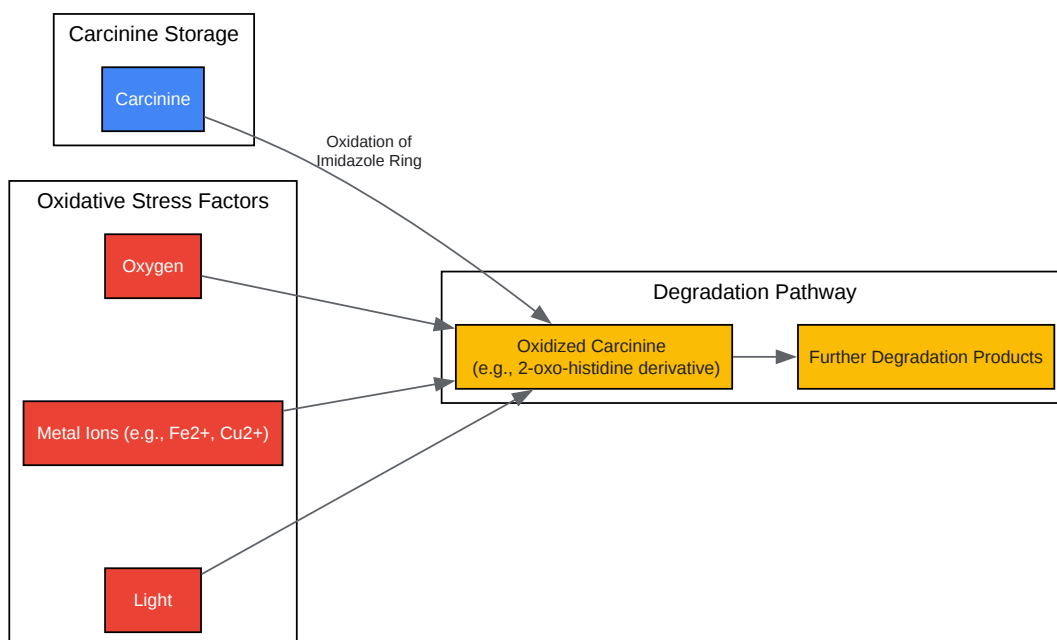 Carcinine Storage
Carcinine
Oxidation of
Imidazole Ring
Oxidative Stress Factors
Oxygen
Metal Ions (e.g., Fe2+, Cu2+)
Light
Degradation Pathway
Oxidized Carcinine
(e.g., 2-oxo-histidine derivative)
Further Degradation Products